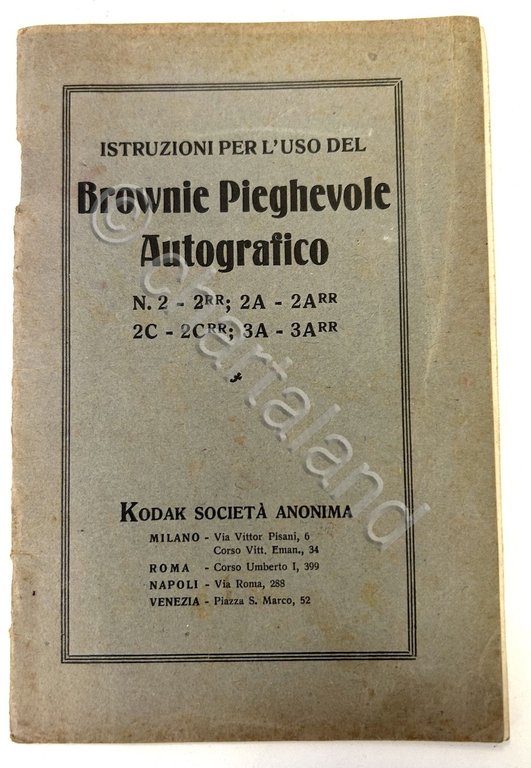 ISTRUZIONI PER L'USO DEL
Brownie Pieghevole
Autografico
N. 2 - 2RR; 2A - 2ARR
2C - 2CRR; 3A - 3ARR
KODAK SOCIETÀ ANONIMA
MILANO - Via Vittor Pisani, 6
Corso Vitt. Eman., 34
ROMA - Corso Umberto I, 399
NAPOLI - Via Roma, 288
VENEZIA - Piazza S. Marco, 52
© chartaland